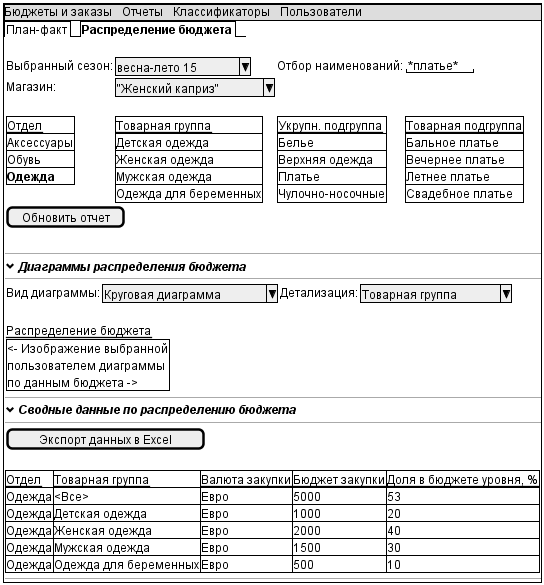 Бюджеты и заказы Отчеты Классификаторы Пользователи
План-факт Распределение бюджета
Выбранный сезон: весна-лето 15 Отбор наименований: *платье*
Магазин: "Женский каприз"
Отдел Товарная группа Укрупн. подгруппа Товарная подгруппа
Аксессуары Детская одежда Белье Бальное платье
Обувь Женская одежда Верхняя одежда Вечернее платье
Одежда Мужская одежда Платье Летнее платье
Одежда для беременных Чулочно-носочные Свадебное платье
Обновить отчет
Диаграммы распределения бюджета
Вид диаграммы: Круговая диаграмма Детализация: Товарная группа
Распределение бюджета
<- Изображение выбранной
пользователем диаграммы
по данным бюджета ->
Сводные данные по распределению бюджета
Экспорт данных в Excel
Отдел Товарная группа Валюта закупки Бюджет закупки Доля в бюджете уровня, %
Одежда <Все> Евро 5000 53
Одежда Детская одежда Евро 1000 20
Одежда Женская одежда Евро 2000 40
Одежда Мужская одежда Евро 1500 30
Одежда Одежда для беременных Евро 500 10